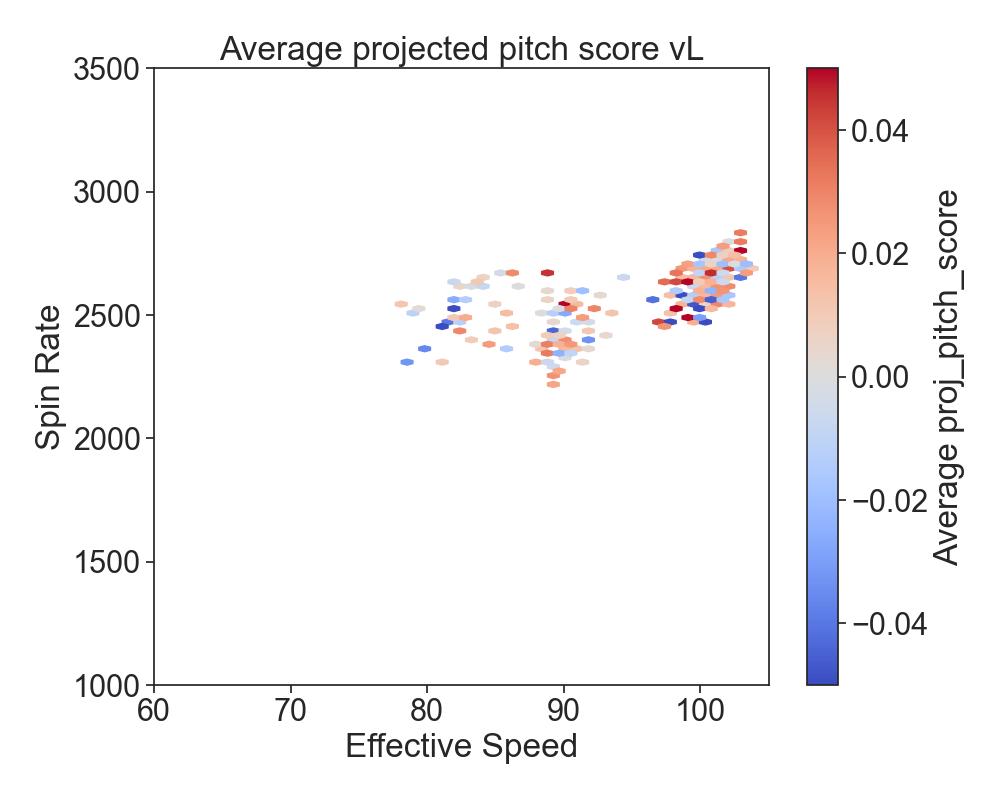 Average projected pitch score vL
3500
3000
2500
2000
1500
1000
Spin Rate
60 70 80 90 100
Effective Speed
0.04
0.02
0.00
−0.02
−0.04
Average proj_pitch_score